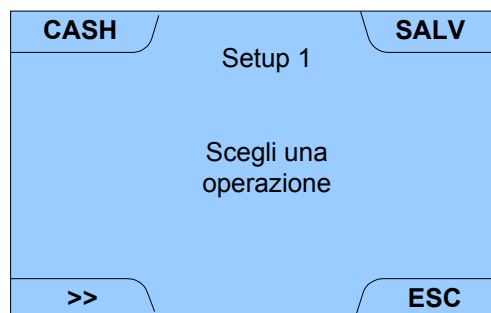 CASH
SALV
Setup 1
Scegli una
operazione
>>
ESC